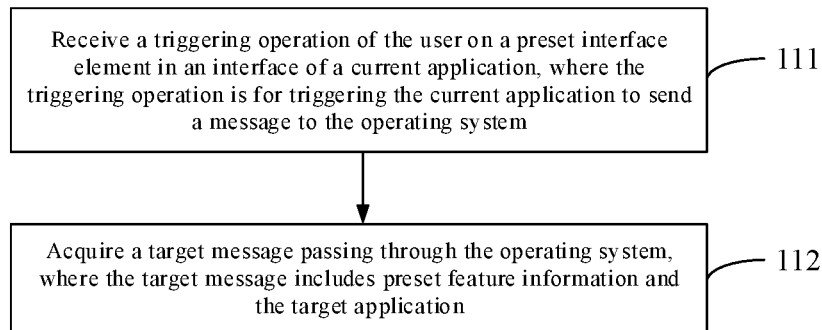 Receive a triggering operation of the user on a preset interface
element in an interface of a current application, where the
triggering operation is for triggering the current application to send
a message to the operating system
111
Acquire a target message passing through the operating system,
where the target message includes preset feature information and
the target application
112